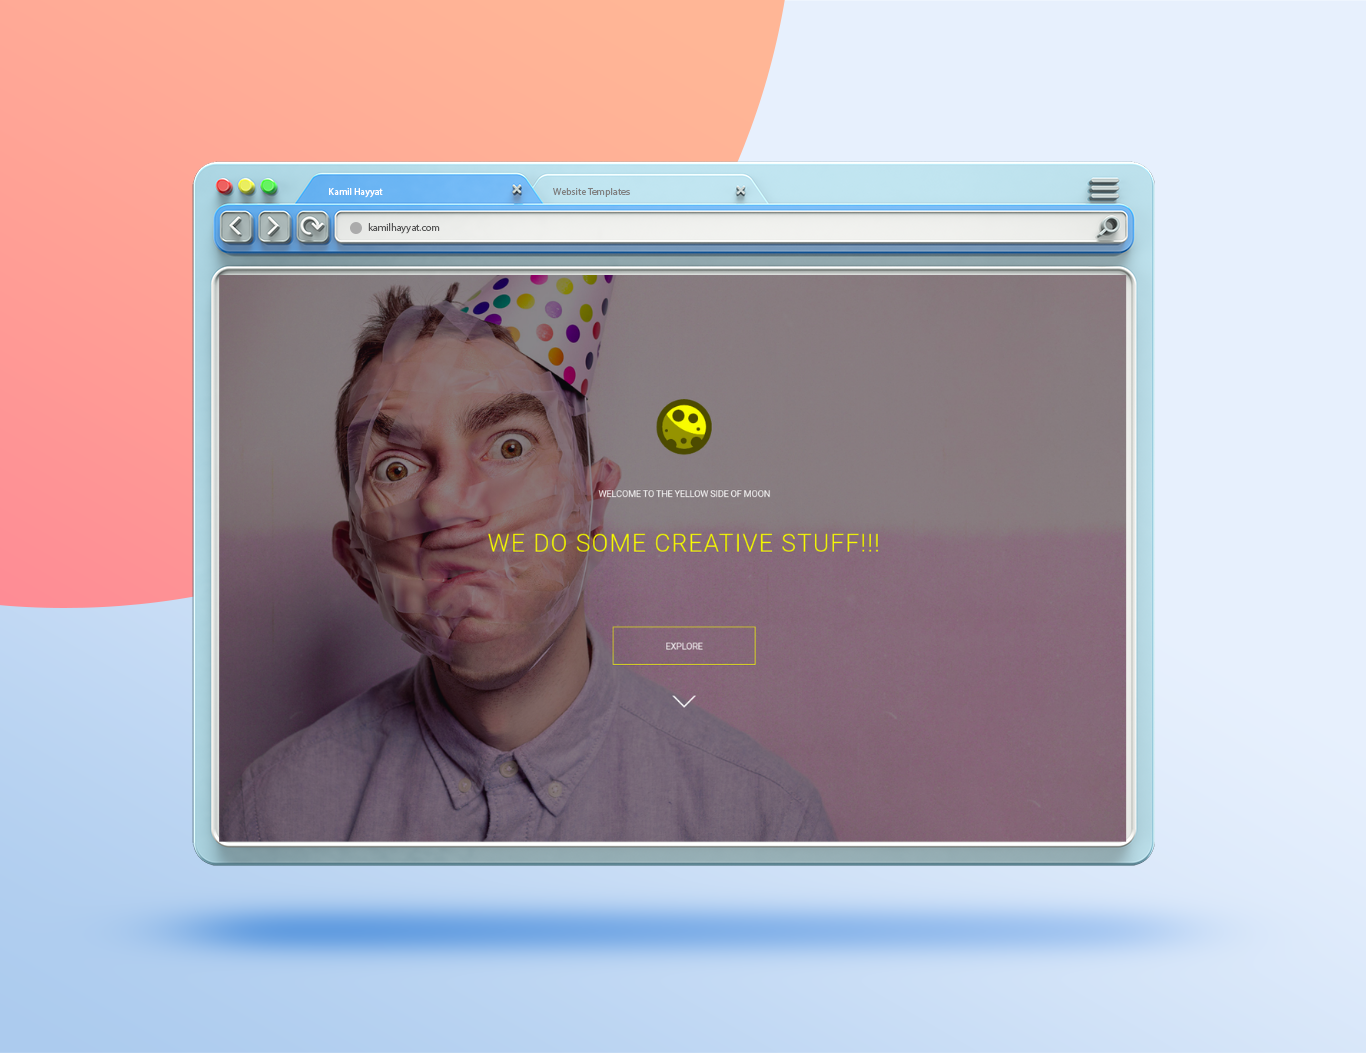 Kamil Hayyat
Website Templates
kamilhayyat.com
WELCOME TO THE YELLOW SIDE OF MOON
WE DO SOME CREATIVE STUFF!!!
EXPLORE